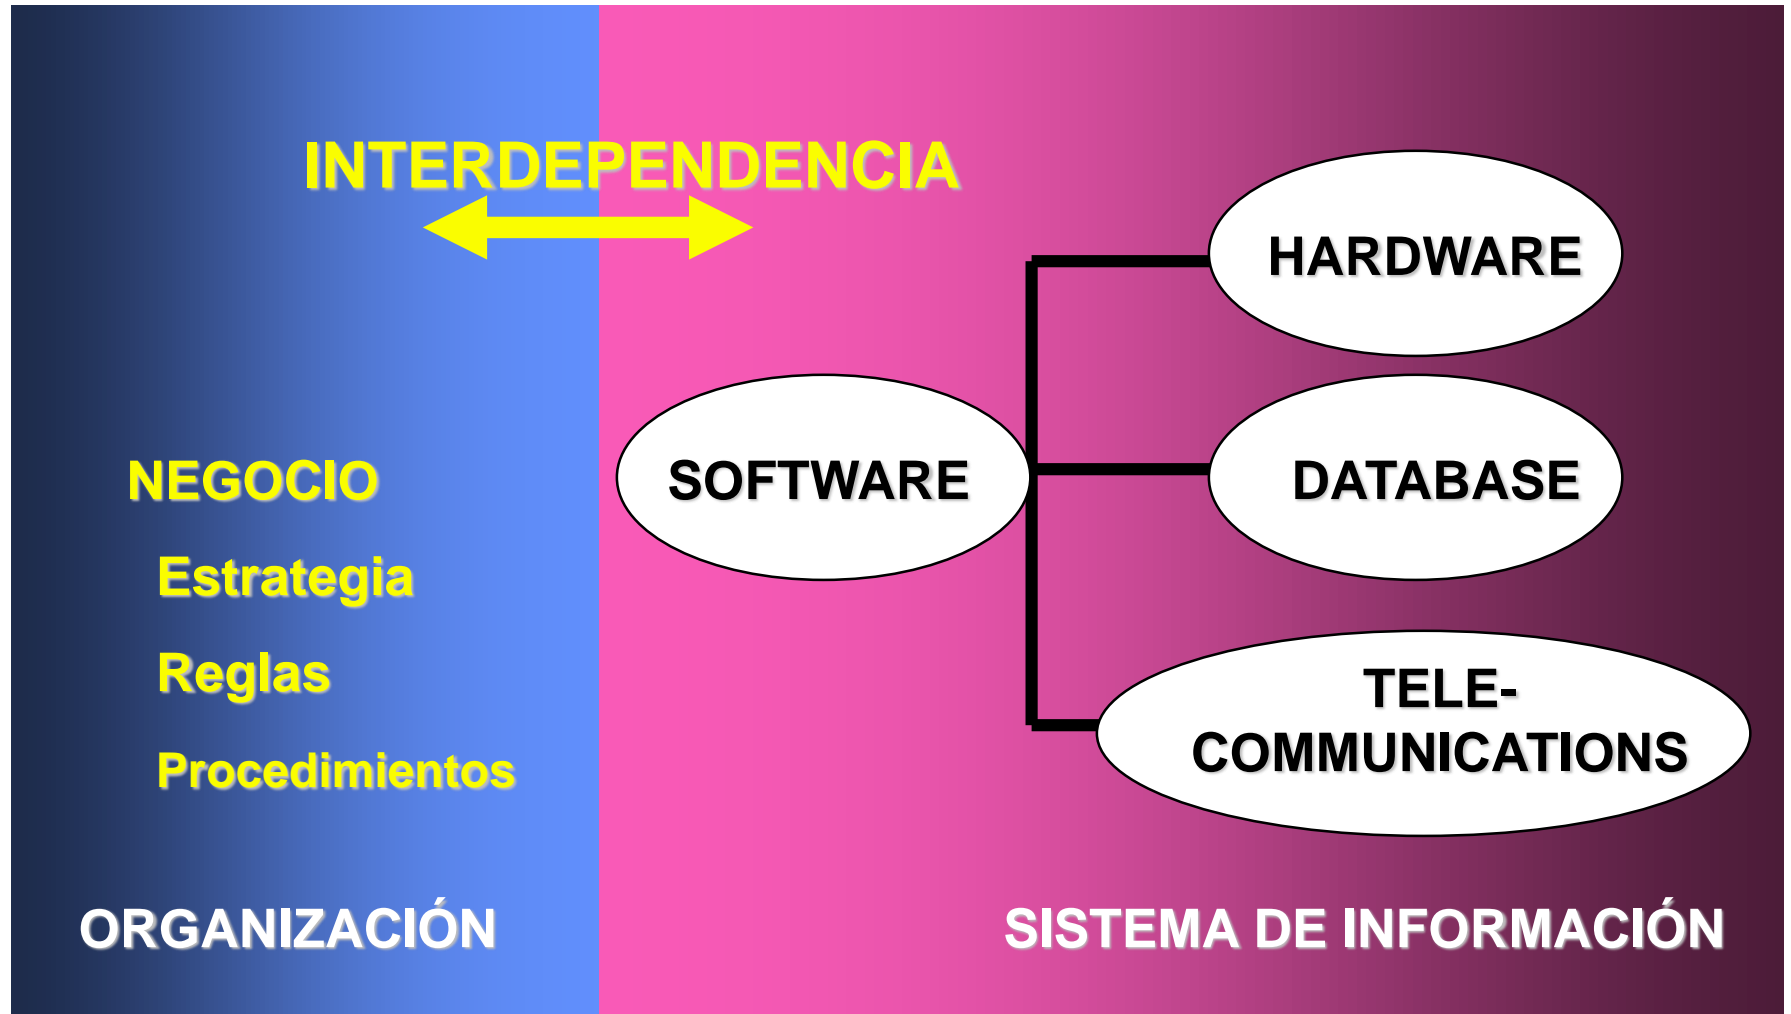 INTERDEPENDENCIA
HARDWARE
NEGOCIO
SOFTWARE
DATABASE
Estrategia
Reglas
Procedimientos
TELE-
COMMUNICATIONS
ORGANIZACIÓN
SISTEMA DE INFORMACIÓN